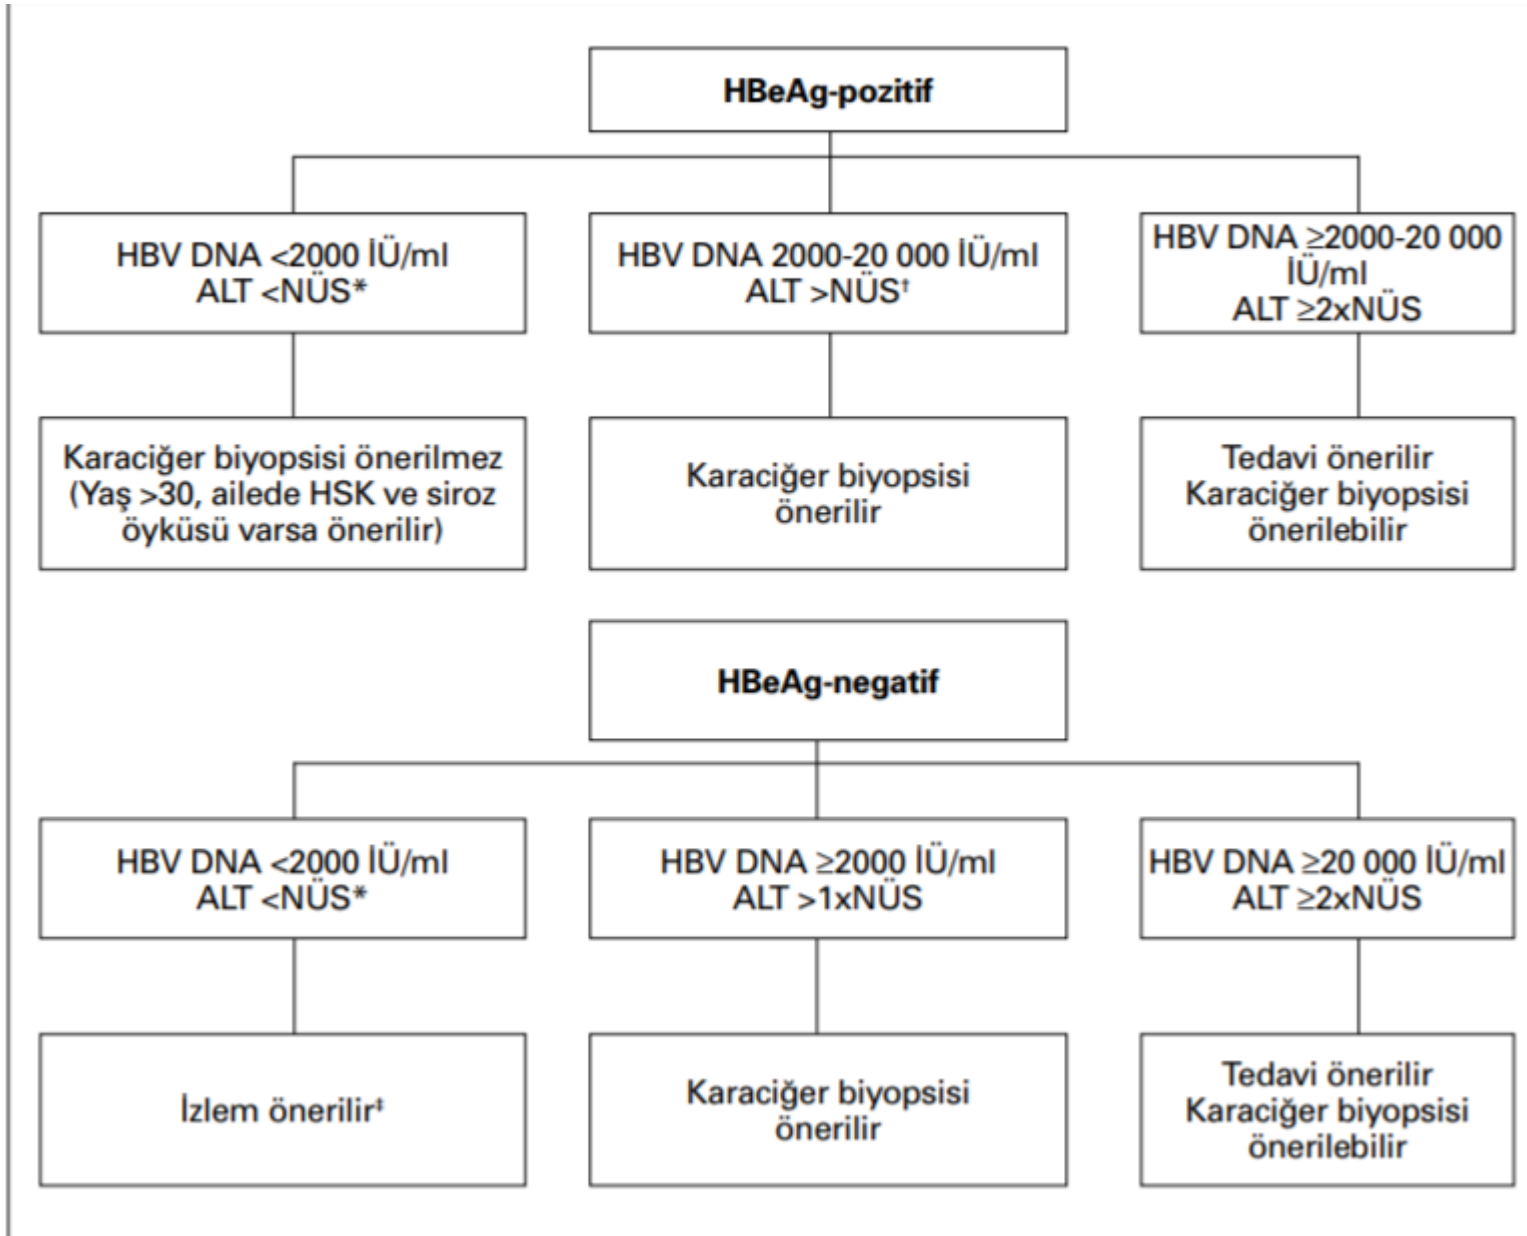 HBeAg-pozitif
HBV DNA <2000 İÜ/ml
ALT <NÜS*
HBV DNA 2000-20 000 İÜ/ml
ALT >NÜS†
HBV DNA ≥2000-20 000
İÜ/ml
ALT ≥2xNÜS
Karaciğer biyopsisi önerilmez
(Yaş >30, ailede HSK ve siroz
öyküsü varsa önerilir)
Karaciğer biyopsisi
önerilir
Tedavi önerilir
Karaciğer biyopsisi
önerilebilir
HBeAg-negatif
HBV DNA <2000 İÜ/ml
ALT <NÜS*
HBV DNA ≥2000 İÜ/ml
ALT >1xNÜS
HBV DNA ≥20 000 İÜ/ml
ALT ≥2xNÜS
İzlem önerilir‡
Karaciğer biyopsisi
önerilir
Tedavi önerilir
Karaciğer biyopsisi
önerilebilir